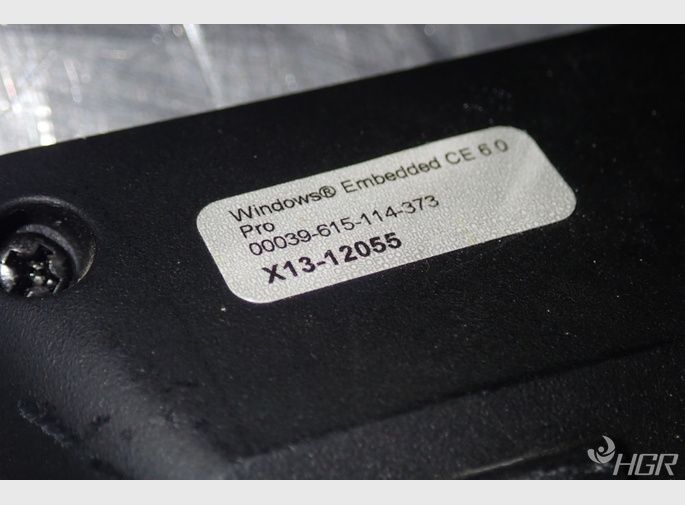 Windows® Embedded CE 6.0
Pro
00039-615-114-373
X13-12055
HGR